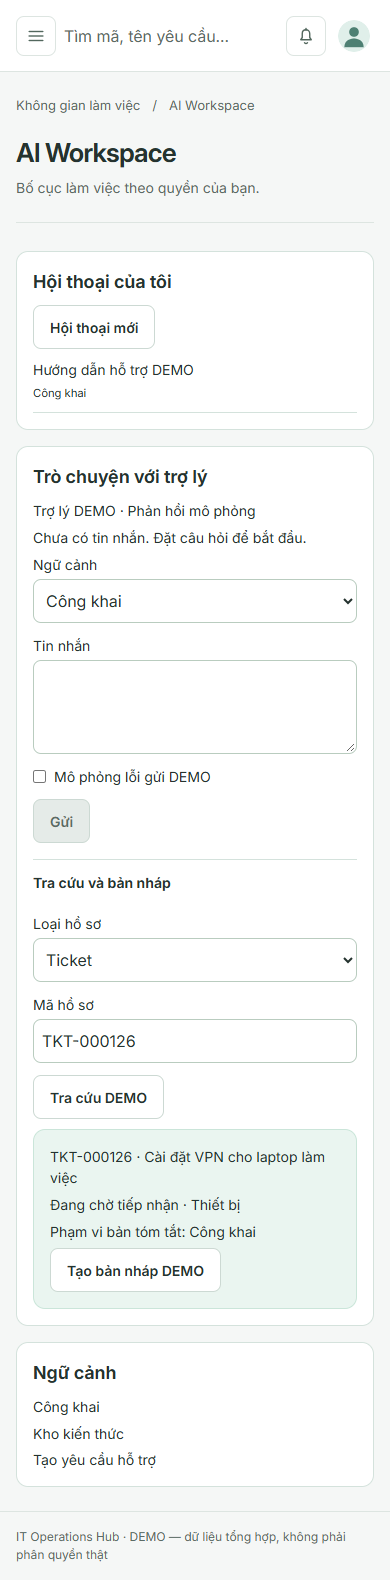 Tìm mã, tên yêu cầu...
Không gian làm việc / AI Workspace
AI Workspace
Bố cục làm việc theo quyền của bạn.
Hội thoại của tôi
Hội thoại mới
Hướng dẫn hỗ trợ DEMO
Công khai
Trò chuyện với trợ lý
Trợ lý DEMO · Phản hồi mô phỏng
Chưa có tin nhắn. Đặt câu hỏi để bắt đầu.
Ngữ cảnh
Công khai
Tin nhắn
Mô phỏng lỗi gửi DEMO
Gửi
Tra cứu và bản nháp
Loại hồ sơ
Ticket
Mã hồ sơ
TKT-000126
Tra cứu DEMO
TKT-000126 · Cài đặt VPN cho laptop làm
việc
Đang chờ tiếp nhận · Thiết bị
Phạm vi bản tóm tắt: Công khai
Tạo bản nháp DEMO
Ngữ cảnh
Công khai
Kho kiến thức
Tạo yêu cầu hỗ trợ
IT Operations Hub · DEMO — dữ liệu tổng hợp, không phải
phân quyền thật